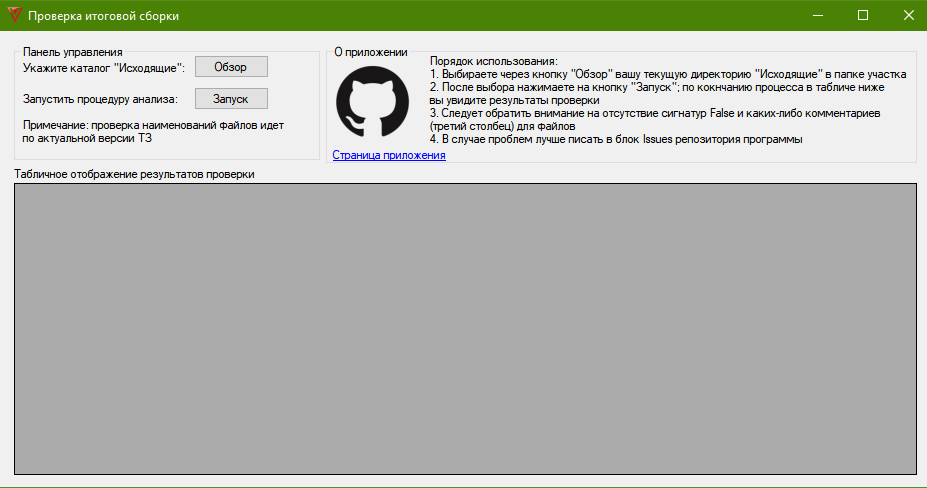 Проверка итоговой сборки
Панель управления
Укажите каталог "Исходящие":
Обзор
Запустить процедуру анализа:
Запуск
Примечание: проверка наименований файлов идет
по актуальной версии ТЗ
О приложении
Страница приложения
Порядок использования:
1. Выбираете через кнопку "Обзор" вашу текущую директорию "Исходящие" в папке участка
2. После выбора нажимаете на кнопку "Запуск"; по кокнчанию процесса в табличе ниже
вы увидите результаты проверки
3. Следует обратить внимание на отсутствие сигнатур False и каких-либо комментариев
(третий столбец) для файлов
4. В случае проблем лучше писать в блок Issues репозитория программы
Табличное отображение результатов проверки